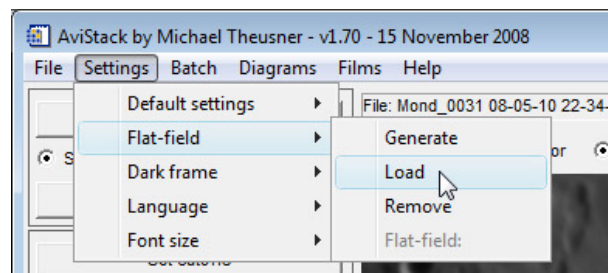 AviStack by Michael Theusner - v1.70 - 15 November 2008
File Settings Batch Diagrams Films Help
Default settings
File: Mond_0031 08-05-10 22-34-
Flat-field
Generate
S
or
Load
Dark frame
Language
Remove
Font size
Flat-field: